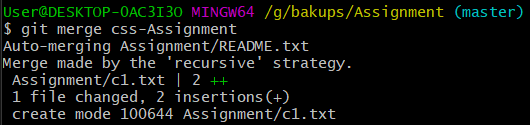 User@DESKTOP-0AC3I3O MINGW64 /g/bakups/Assignment (master)
$ git merge css-Assignment
Auto-merging Assignment/README.txt
Merge made by the 'recursive' strategy.
 Assignment/c1.txt | 2 ++
 1 file changed, 2 insertions(+)
 create mode 100644 Assignment/c1.txt